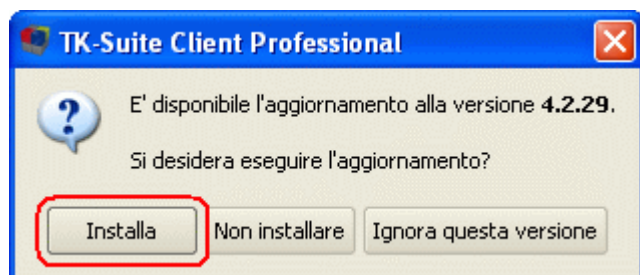 TK-Suite Client Professional
E' disponibile l'aggiornamento alla versione 4.2.29.
Si desidera eseguire l'aggiornamento?
Installa Non installare Ignora questa versione